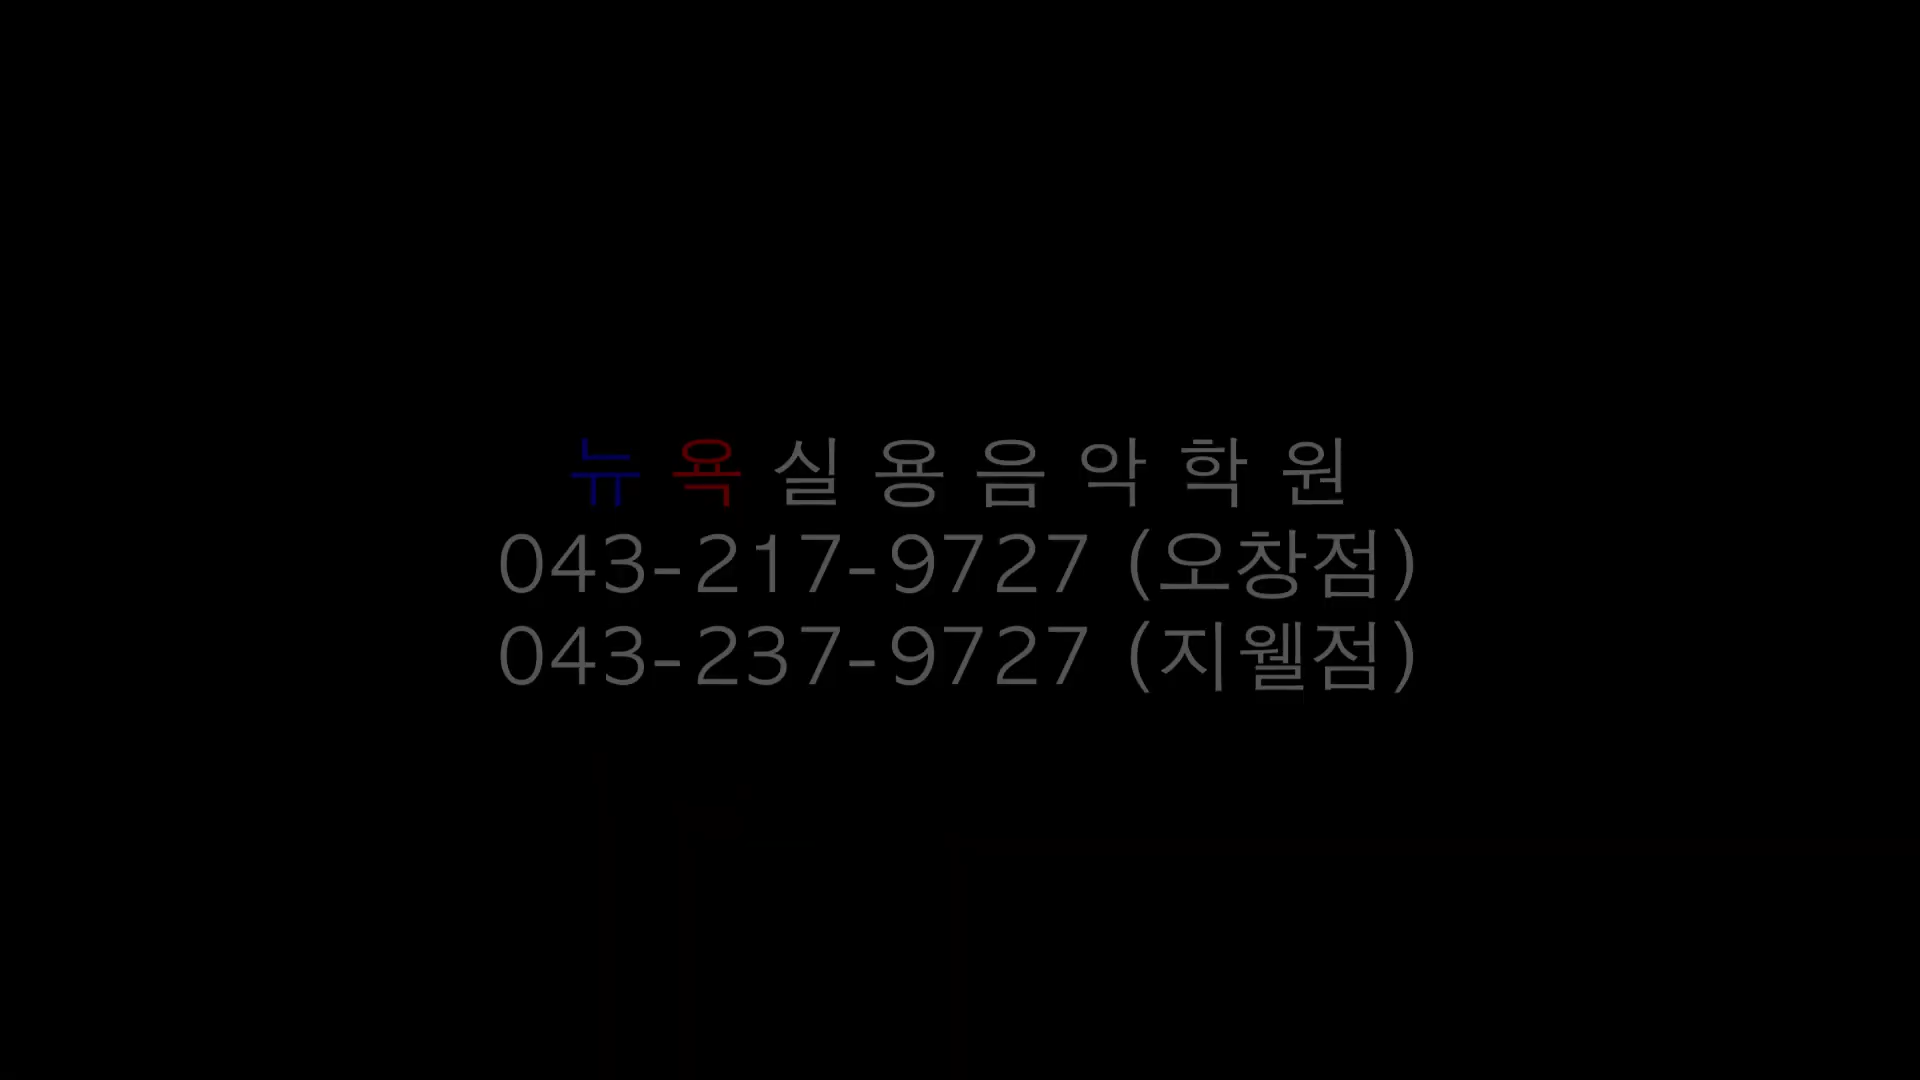 뉴 욕 실 용 음 악 학 원
043-217-9727 (오창점)
043-237-9727 (지웰점)